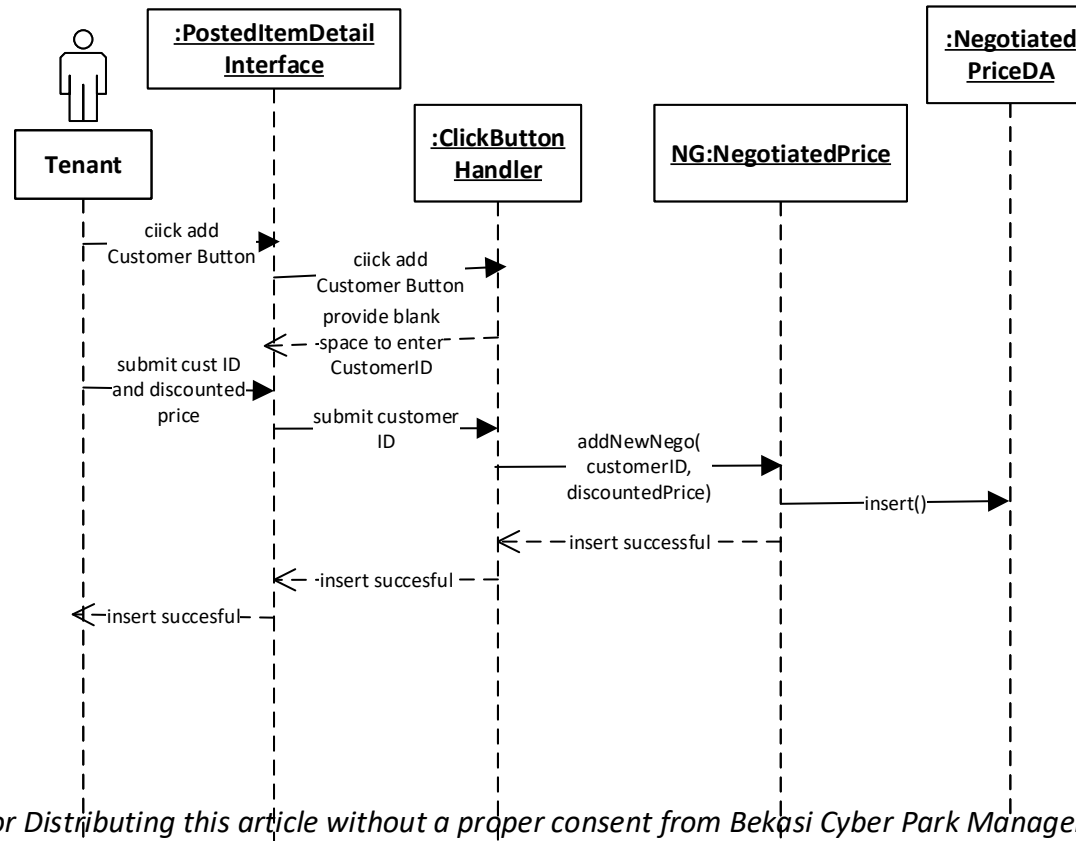 :PostedItemDetail
Interface
:Negotiated
PriceDA
:ClickButton
Handler
NG:NegotiatedPrice
Tenant
ciick add
Customer Button
ciick add
Customer Button
provide blank
space to enter
CustomerID
submit cust ID
and discounted
price
submit customer
ID
addNewNego(
customerID,
discountedPrice)
insert()
insert successful
insert succesful
insert succesful
or Distributing this article without a proper consent from Bekasi Cyber Park Manage